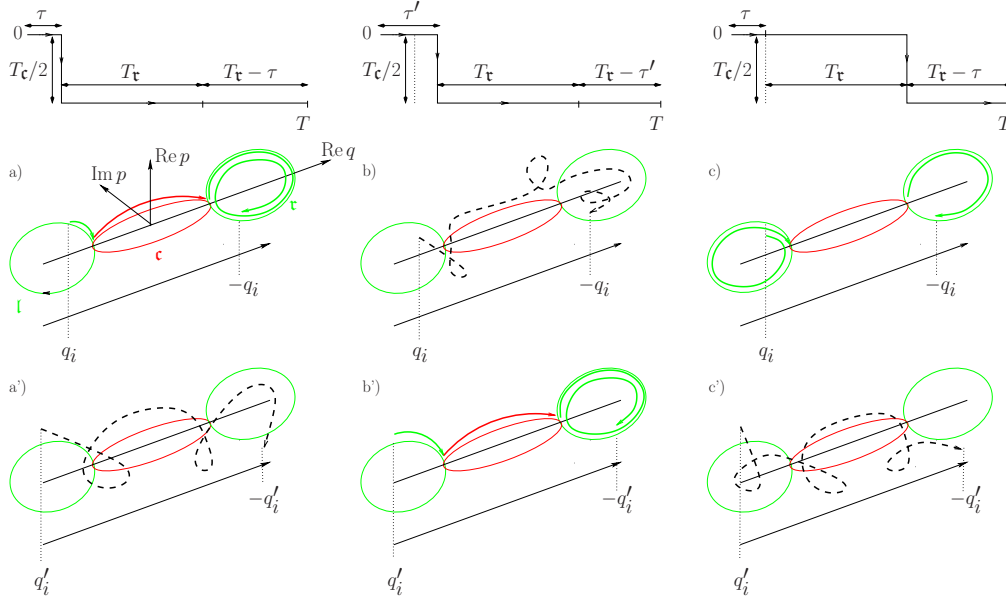 τ τ′ τ
0 0 0
T𝔠/2 T𝔯 T𝔯 − τ T𝔠/2 T𝔯 T𝔯 − τ′ T𝔠/2 T𝔯 T𝔯 − τ
T T T
a) Im p Re p Re q b) c)
𝔯
𝔠
𝔩
−q_i −q_i −q_i
q_i q_i q_i
a') b') c')
−q′_i −q′_i −q′_i
q′_i q′_i q′_i